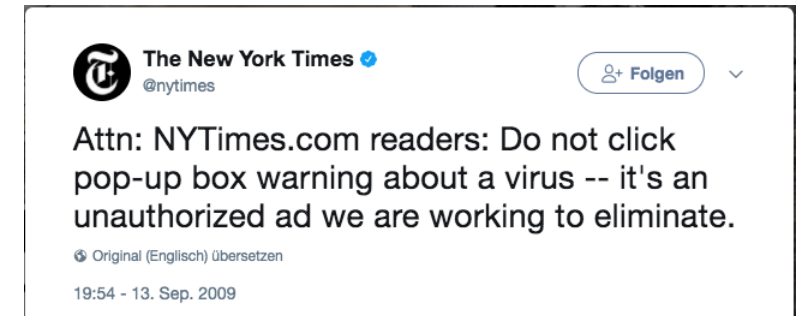 The New York Times
@nytimes
Folgen
Attn: NYTimes.com readers: Do not click
pop-up box warning about a virus -- it's an
unauthorized ad we are working to eliminate.
Original (Englisch) übersetzen
19:54 - 13. Sep. 2009